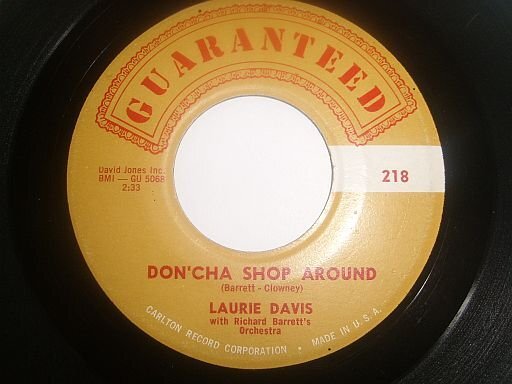 GUARANTEED
David Jones Inc.
BMI — GU 5068
2:33
218
DON'CHA SHOP AROUND
(Barrett - Clowney)
LAURIE DAVIS
with Richard Barrett's
Orchestra
CARLTON RECORD CORPORATION • MADE IN U.S.A.